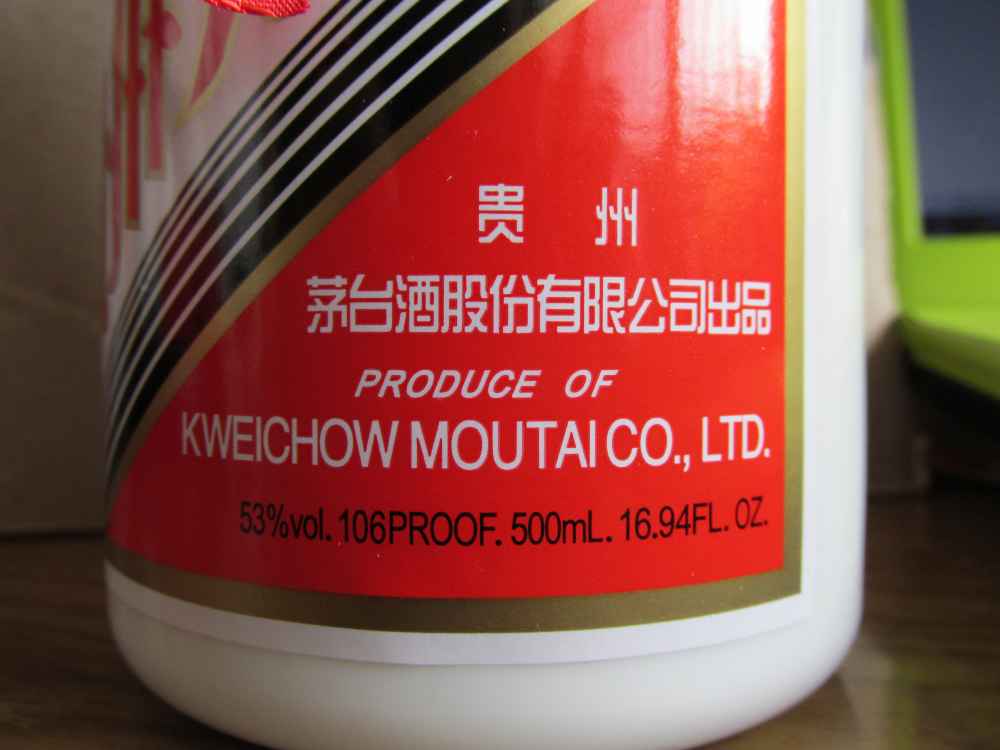 贵州
茅台酒股份有限公司出品
PRODUCE OF
KWEICHOW MOUTAI CO., LTD.
53%vol. 106PROOF. 500mL. 16.94FL. OZ.